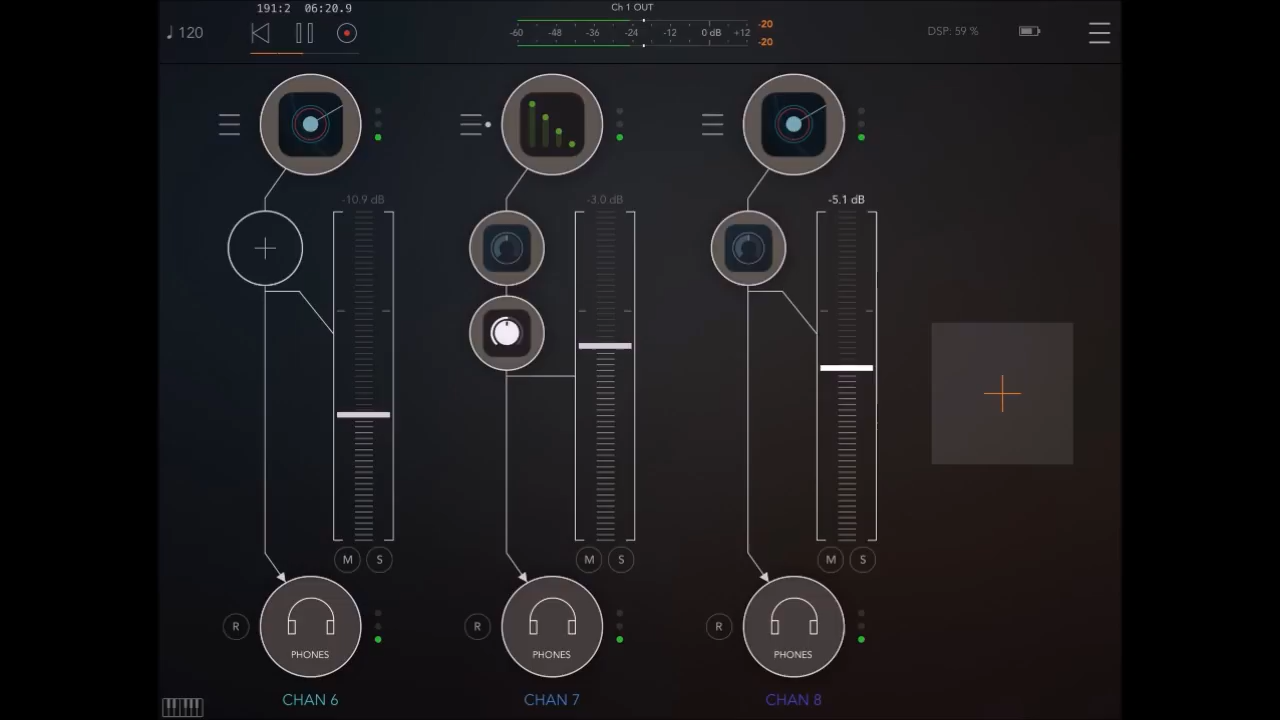 191:2 06:20.9
Ch 1 OUT
120
-60 -48 -36 -24 -12 0 dB +12
-20
-20
DSP: 59 %
-10.9 dB
-3.0 dB
-5.1 dB
M S
M S
M S
R
PHONES
R
PHONES
R
PHONES
CHAN 6
CHAN 7
CHAN 8